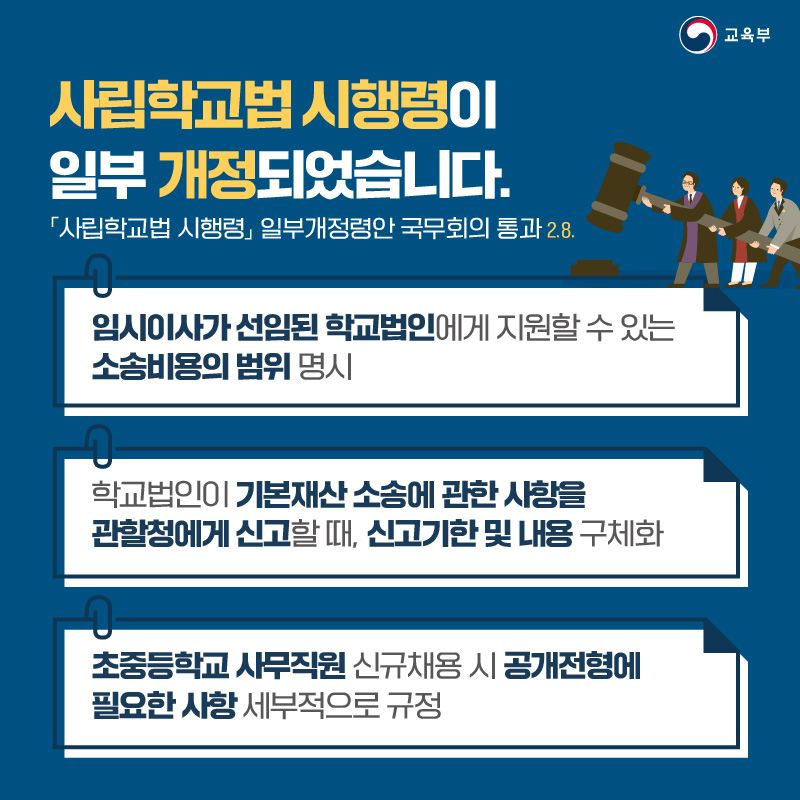 교육부
사립학교법 시행령이
일부 개정되었습니다.
「사립학교법 시행령」 일부개정령안 국무회의 통과 2.8.
임시이사가 선임된 학교법인에게 지원할 수 있는
소송비용의 범위 명시
학교법인이 기본재산 소송에 관한 사항을
관할청에게 신고할 때, 신고기한 및 내용 구체화
초중등학교 사무직원 신규채용 시 공개전형에
필요한 사항 세부적으로 규정